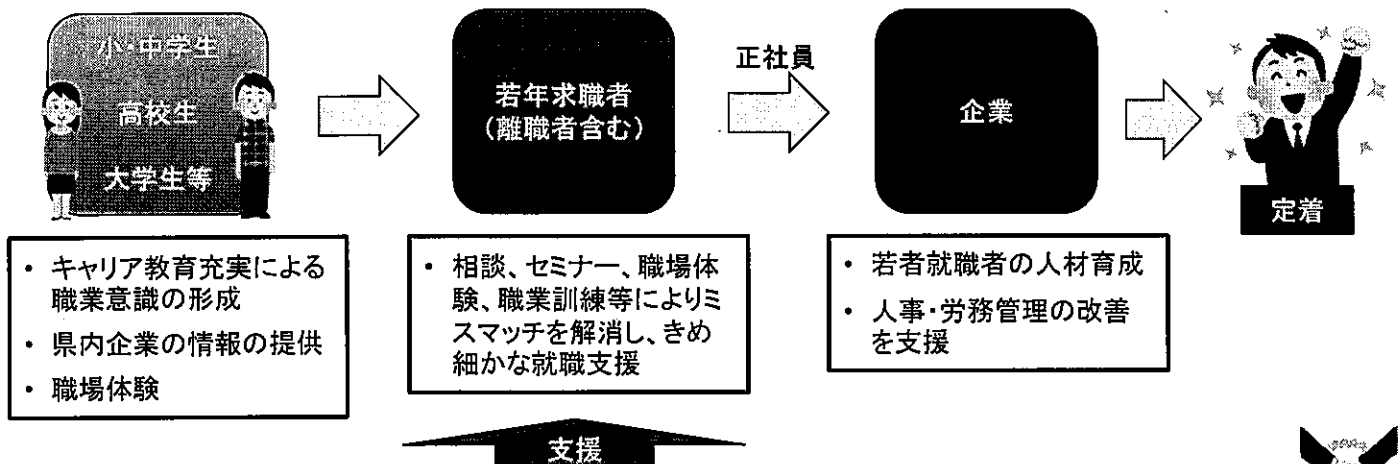 小・中学生
高校生
大学生等
若年求職者
（離職者含む）
正社員
企業
定着
・ キャリア教育充実による
職業意識の形成
・ 県内企業の情報の提供
・ 職場体験
・ 相談、セミナー、職場体
験、職業訓練等によりミ
スマッチを解消し、きめ
細かな就職支援
・ 若者就職者の人材育成
・ 人事・労務管理の改善
を支援
支援